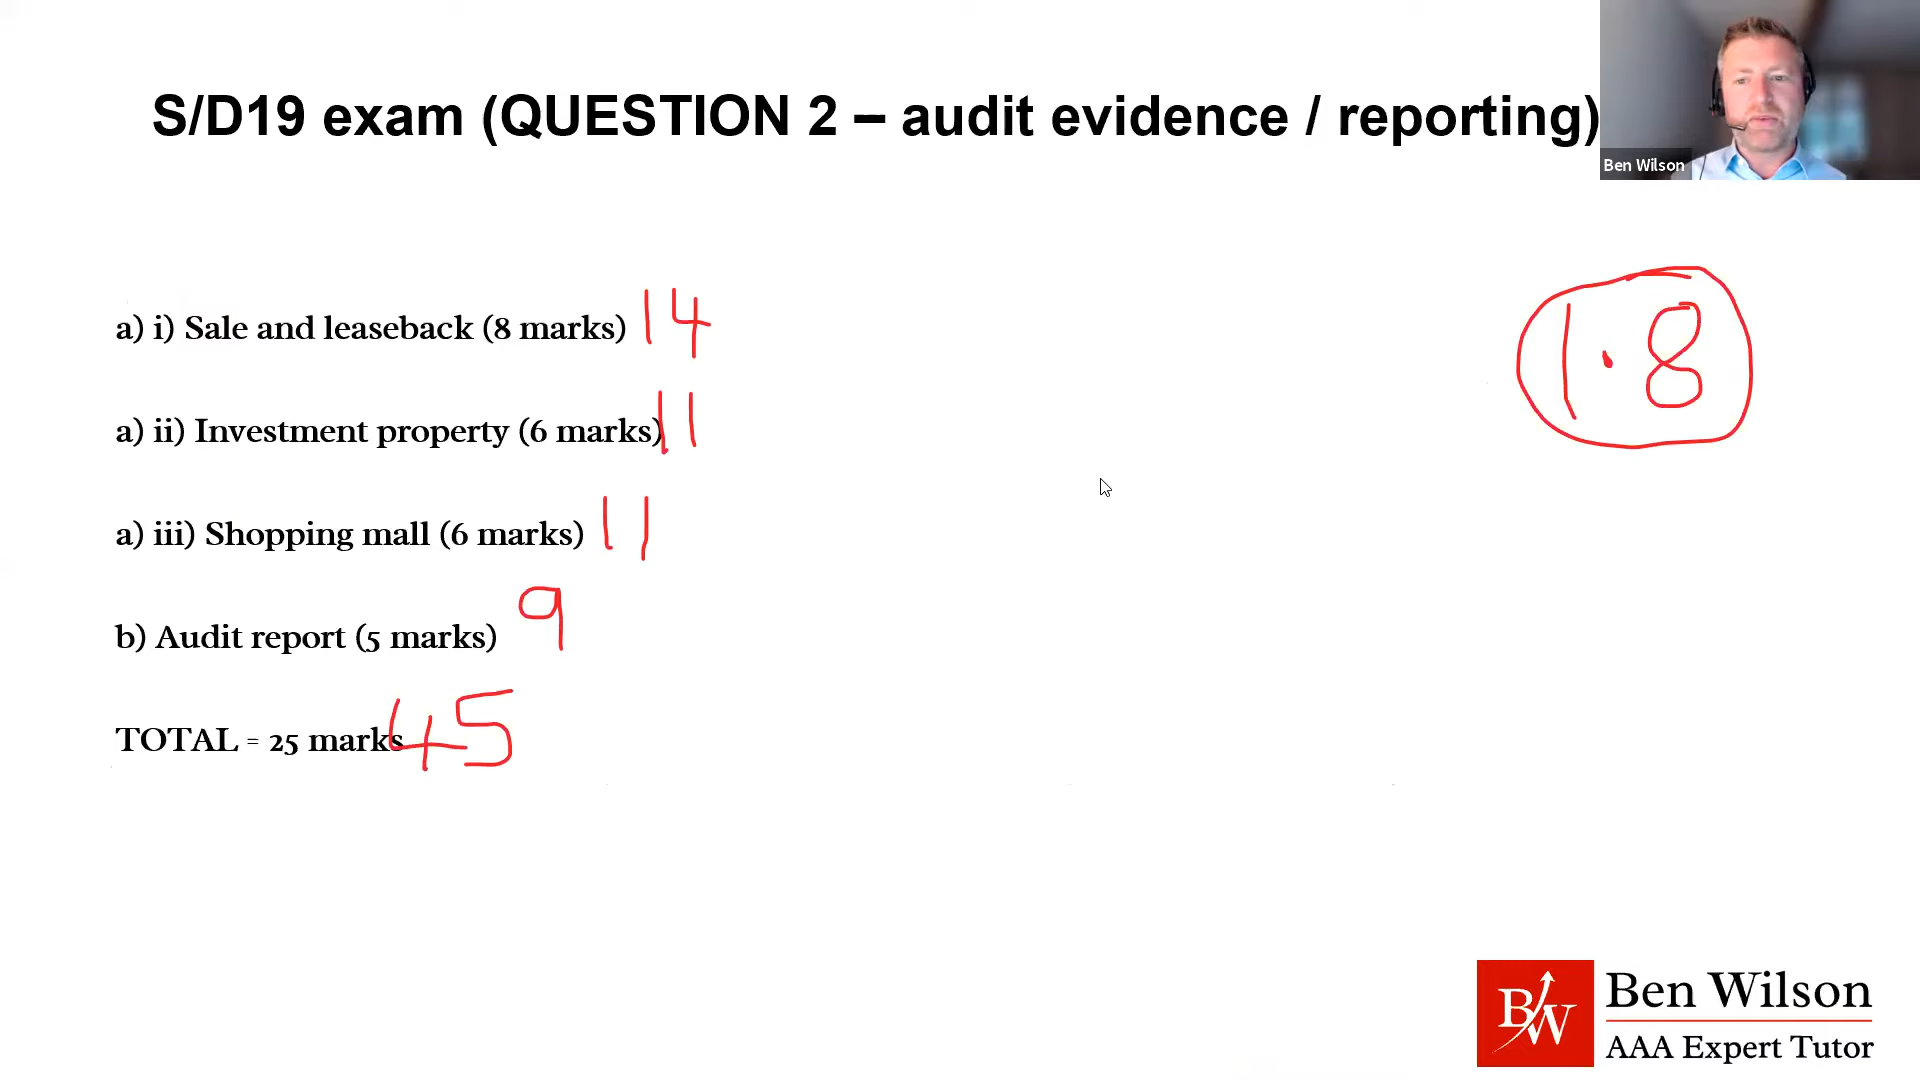 S/D19 exam (QUESTION 2 – audit evidence / reporting)
Ben Wilson
a) i) Sale and leaseback (8 marks) 14
1.8
a) ii) Investment property (6 marks) 11
a) iii) Shopping mall (6 marks) 11
b) Audit report (5 marks) 9
TOTAL = 25 marks 45
BW
Ben Wilson
AAA Expert Tutor